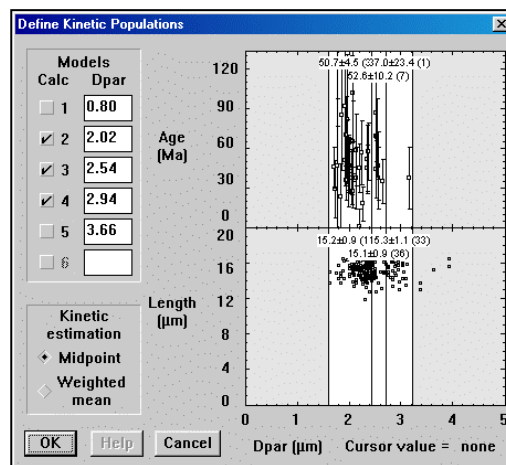 Define Kinetic Populations
Models
Calc Dpar
1 0.80
2 2.02
3 2.54
4 2.94
5 3.66
6
Kinetic estimation
Midpoint
Weighted mean
OK Help Cancel
Age (Ma)
120
90
60
30
0
50.7±4.5 (337.0±23.4 (1)
52.6±10.2 (7)
Length (µm)
20
16
12
8
4
0
15.2±0.9 (115.3±1.1 (33)
15.1±0.9 (36)
0 1 2 3 4 5
Dpar (µm) Cursor value = none